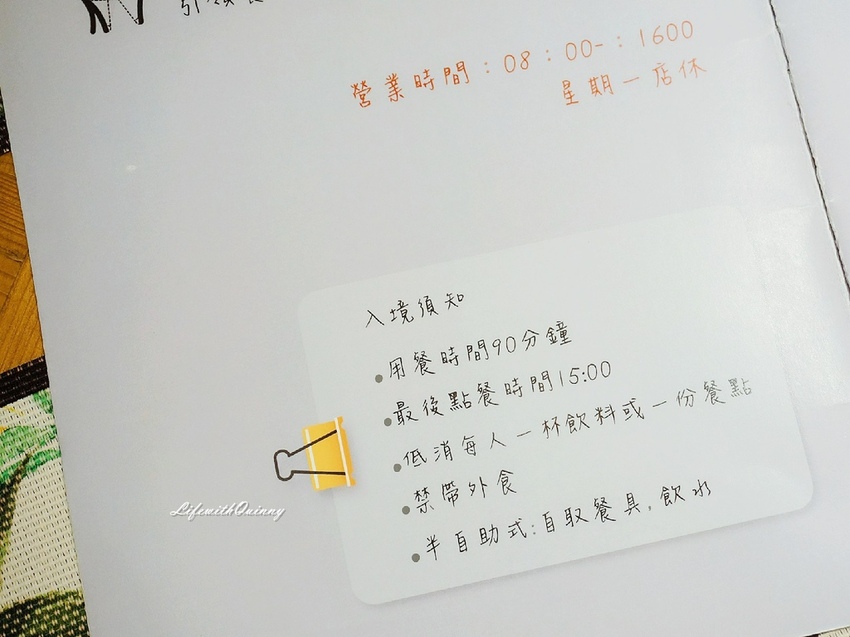 營業時間：08：00-：1600
星期一店休
入境須知
用餐時間90分鐘
最後點餐時間15:00
低消每人一杯飲料或一份餐點
禁帶外食
半自助式:自取餐具,飲水
LifewithQuinny